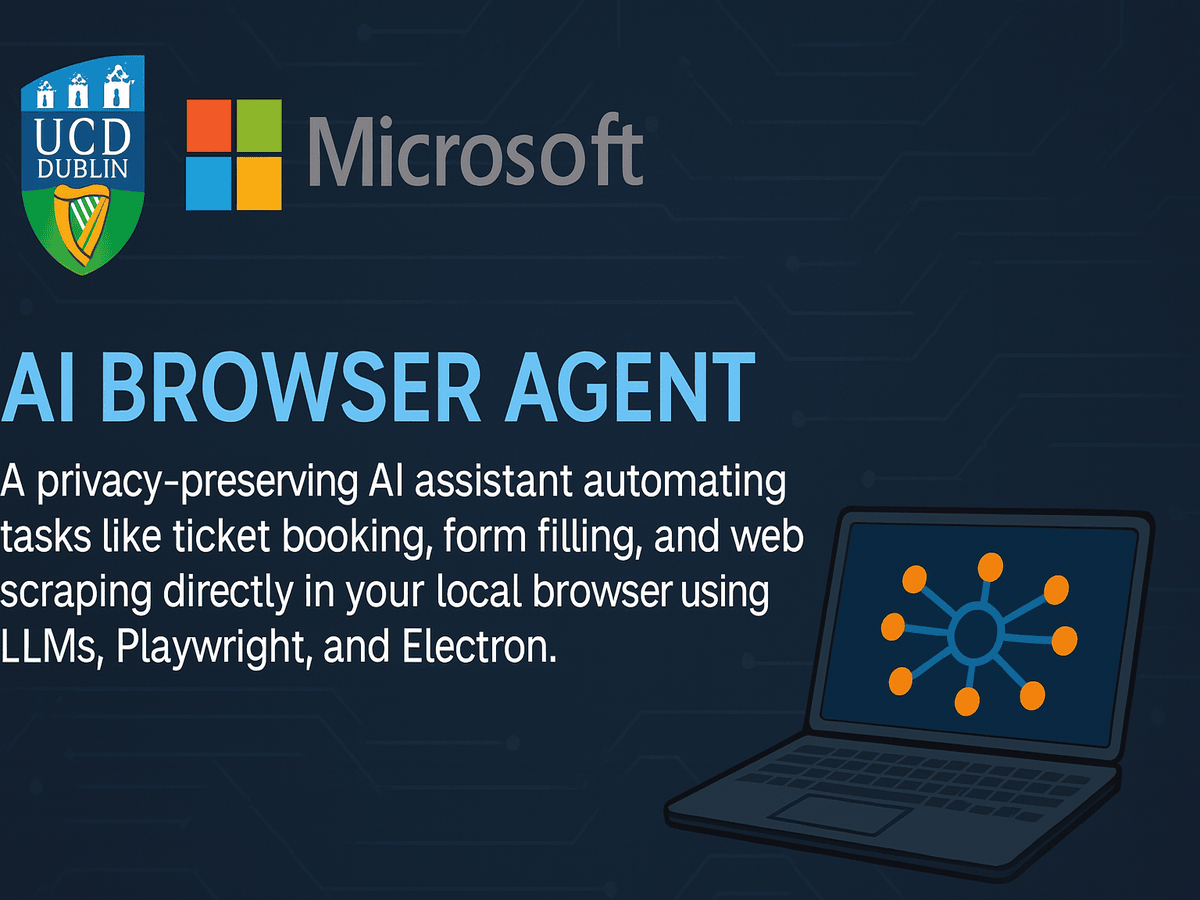 UCD
DUBLIN
Microsoft
AI BROWSER AGENT
A privacy-preserving AI assistant automating
tasks like ticket booking, form filling, and web
scraping directly in your local browser using
LLMs, Playwright, and Electron.